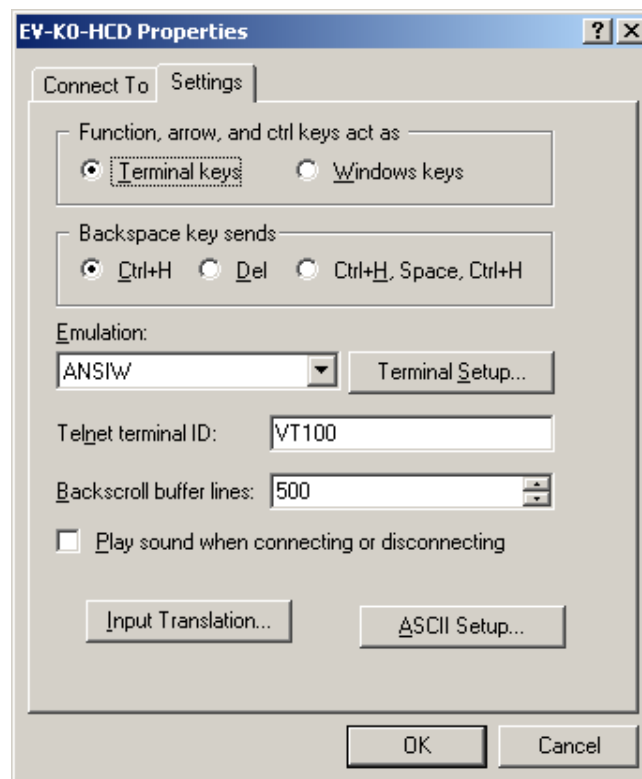 EV-K0-HCD Properties
Connect To Settings
Function, arrow, and ctrl keys act as
Terminal keys Windows keys
Backspace key sends
Ctrl+H Del Ctrl+H, Space, Ctrl+H
Emulation:
ANSIW Terminal Setup...
Telnet terminal ID: VT100
Backscroll buffer lines: 500
Play sound when connecting or disconnecting
Input Translation... ASCII Setup...
OK Cancel